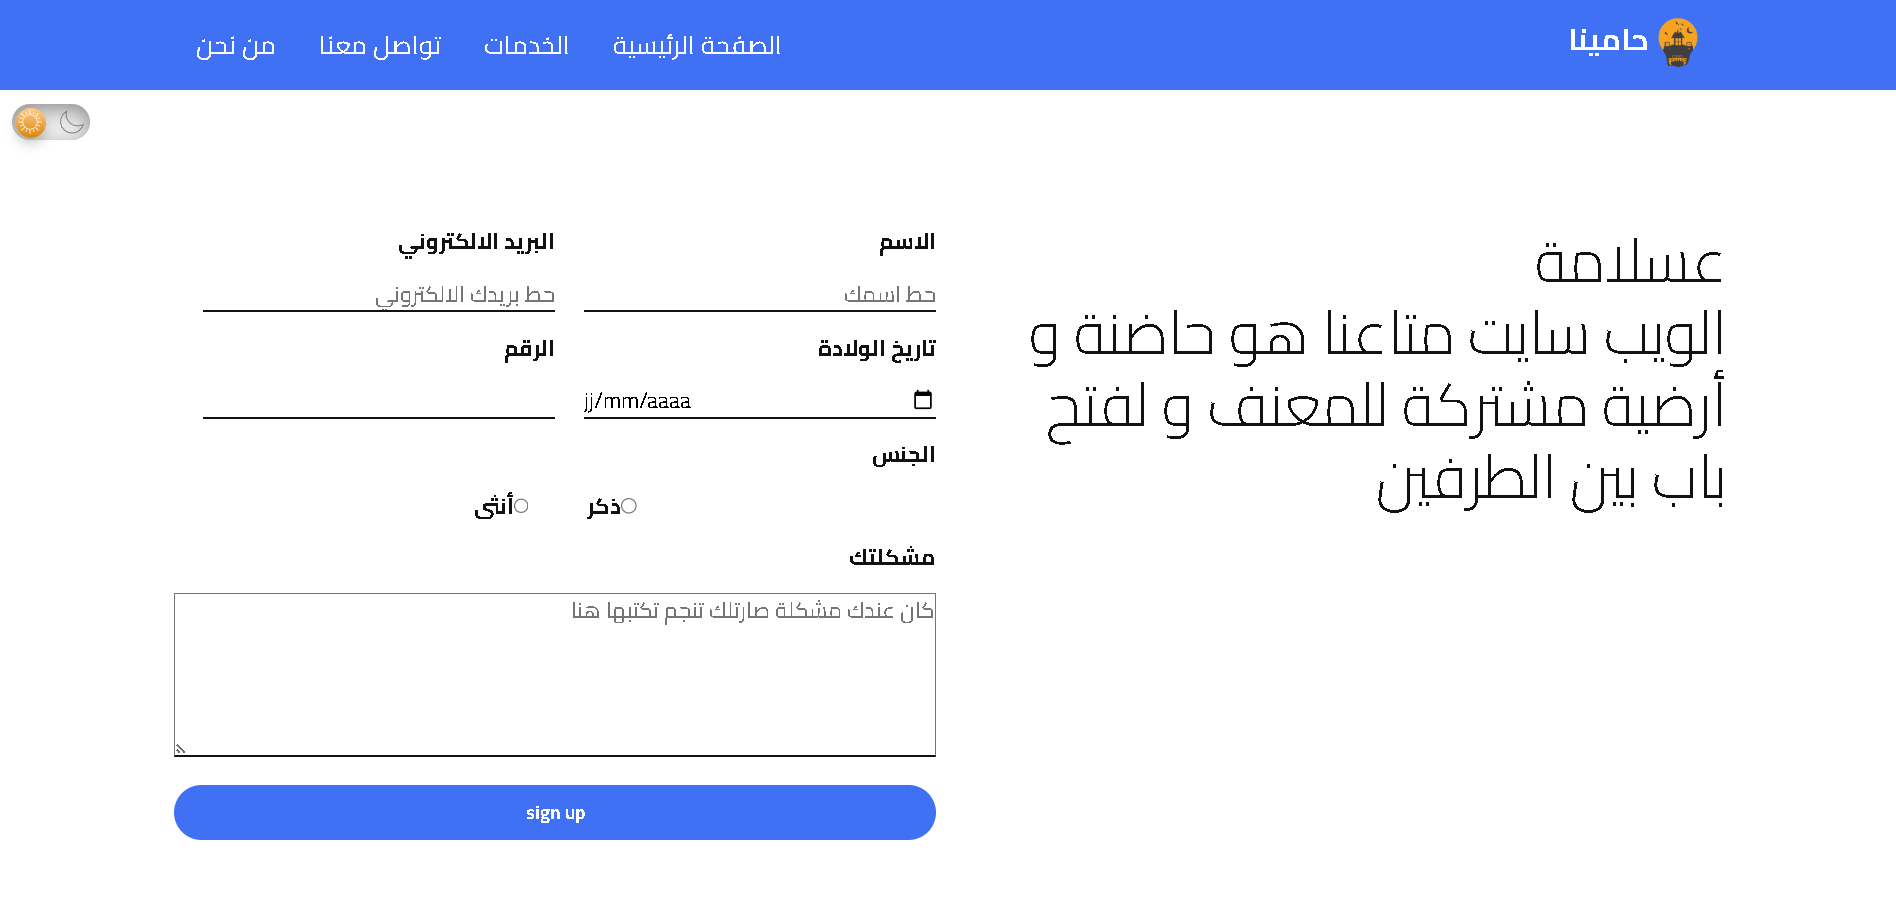 حامينا
الصفحة الرئيسية
الخدمات
تواصل معنا
من نحن
عسلامة
الويب سايت متاعنا هو حاضنة و
أرضية مشتركة للمعنف و لفتح
باب بين الطرفين
الاسم
حط اسمك
البريد الالكتروني
حط بريدك الالكتروني
تاريخ الولادة
jj/mm/aaaa
الرقم
الجنس
ذكر
أنثى
مشكلتك
كان عندك مشكلة صارتلك تنجم تكتبها هنا
sign up